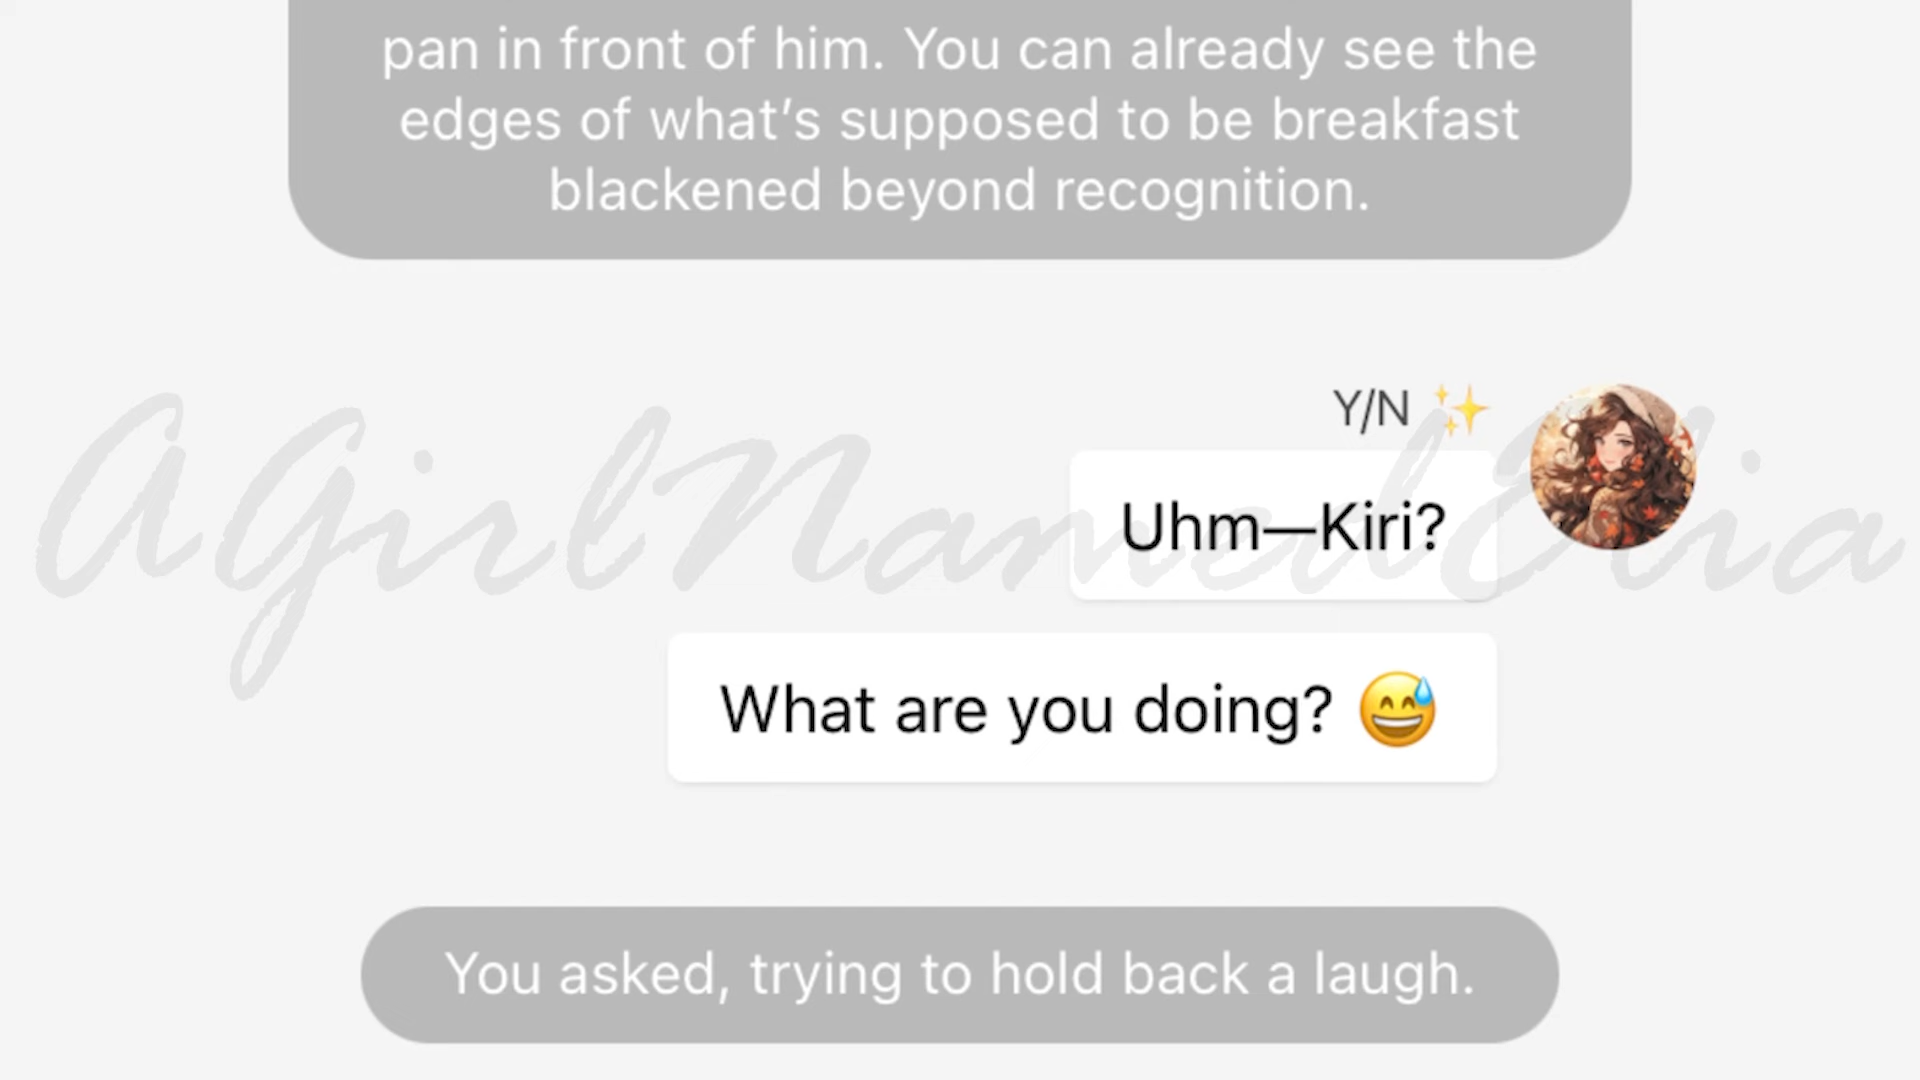 pan in front of him. You can already see the
edges of what’s supposed to be breakfast
blackened beyond recognition.
Y/N ✨
AGirlNamedElia
Uhm—Kiri?
What are you doing? 😅
You asked, trying to hold back a laugh.